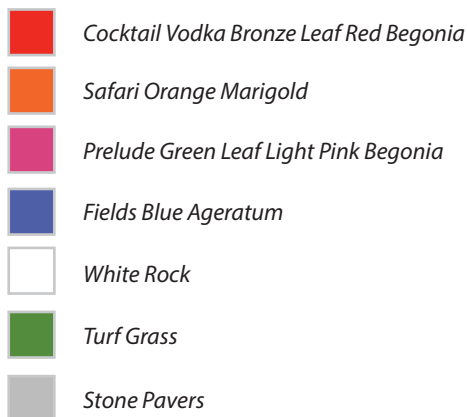 Cocktail Vodka Bronze Leaf Red Begonia
Safari Orange Marigold
Prelude Green Leaf Light Pink Begonia
Fields Blue Ageratum
White Rock
Turf Grass
Stone Pavers